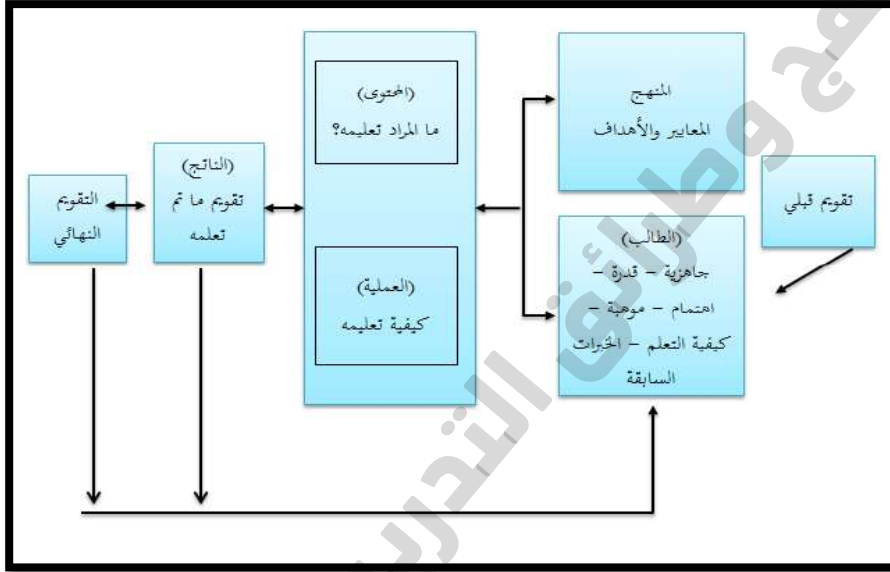 تقويم قبلي
المنهج
المعايير والأهداف
(الطالب)
جاهزية – قدرة –
اهتمام – موهبة –
كيفية التعلم – الخبرات
السابقة
(المحتوى)
ما المراد تعليمه؟
(العملية)
كيفية تعليمه
(الناتج)
تقويم ما تم
تعلمه
التقويم
النهائي
وطرائق